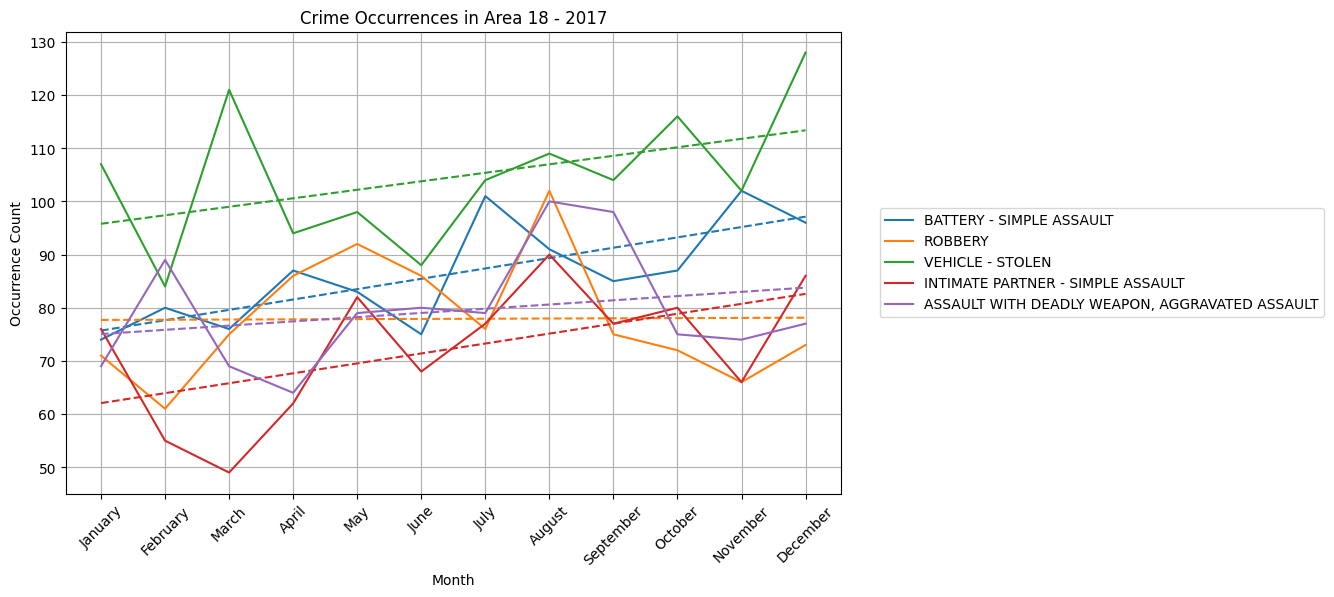 Crime Occurrences in Area 18 - 2017
130
120
110
100
90
80
70
60
50
Occurrence Count
January
February
March
April
May
June
July
August
September
October
November
December
Month
BATTERY - SIMPLE ASSAULT
ROBBERY
VEHICLE - STOLEN
INTIMATE PARTNER - SIMPLE ASSAULT
ASSAULT WITH DEADLY WEAPON, AGGRAVATED ASSAULT